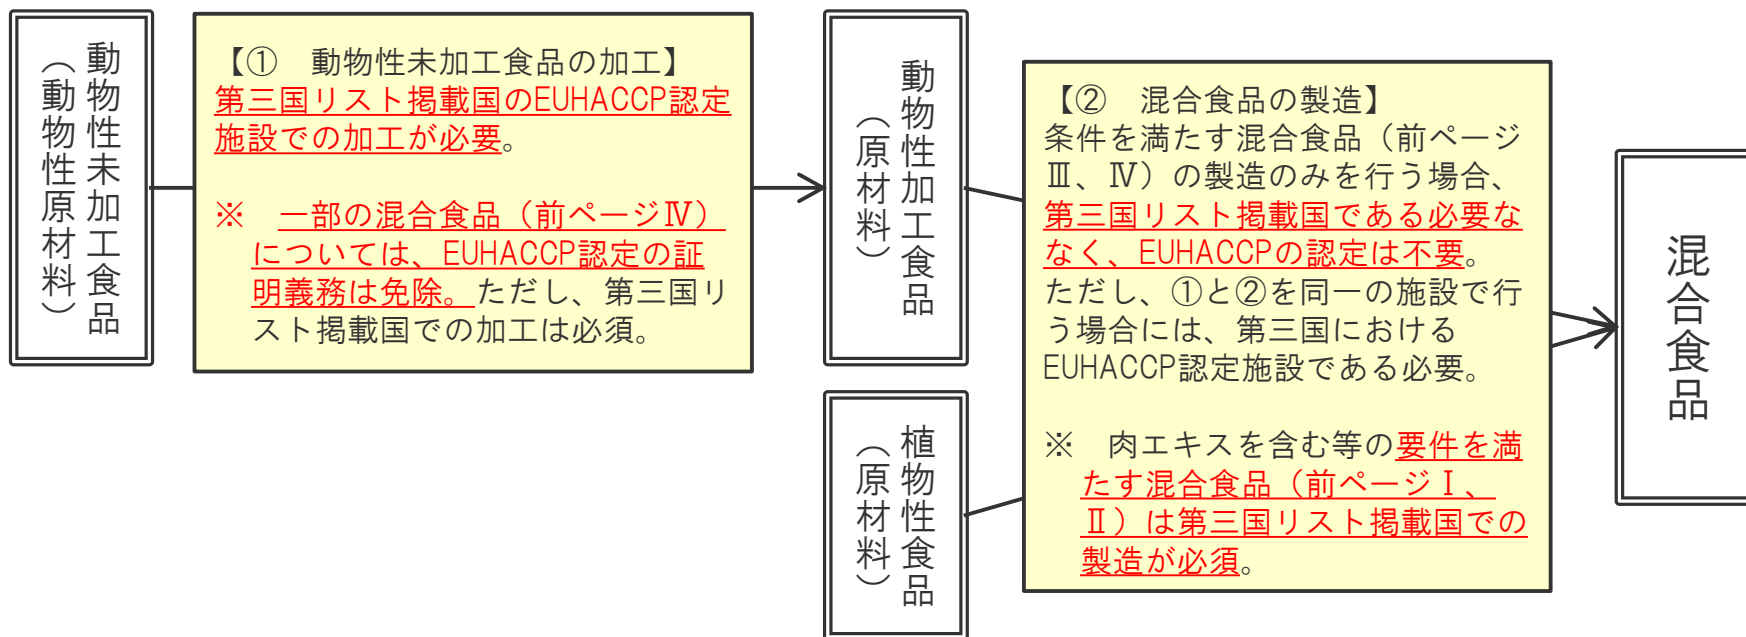 動物性未加工食品
（動物性原材料）
【①　動物性未加工食品の加工】
第三国リスト掲載国のEUHACCP認定
施設での加工が必要。
※　一部の混合食品（前ページⅣ）
については、EUHACCP認定の証
明義務は免除。ただし、第三国リ
スト掲載国での加工は必須。
動物性加工食品
（原材料）
植物性食品
（原材料）
【②　混合食品の製造】
条件を満たす混合食品（前ページ
Ⅲ、Ⅳ）の製造のみを行う場合、
第三国リスト掲載国である必要な
なく、EUHACCPの認定は不要。
ただし、①と②を同一の施設で行
う場合には、第三国における
EUHACCP認定施設である必要。
※　肉エキスを含む等の要件を満
たす混合食品（前ページⅠ、
Ⅱ）は第三国リスト掲載国での
製造が必須。
混合食品